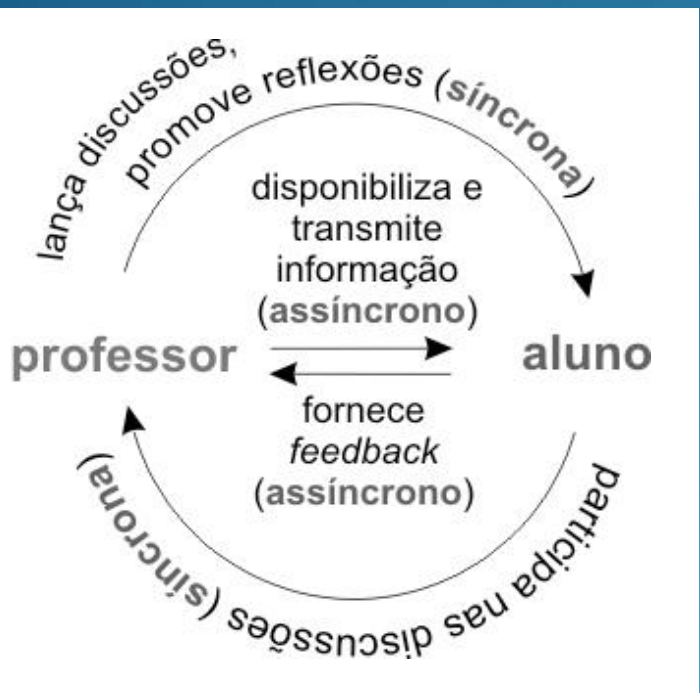 lança discussões,
promove reflexões (síncrona)
disponibiliza e
transmite
informação
(assíncrono)
professor
aluno
fornece
feedback
(assíncrono)
participa nas discussões (síncrona)